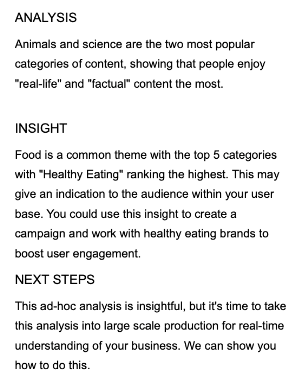 ANALYSIS
Animals and science are the two most popular
categories of content, showing that people enjoy
"real-life" and "factual" content the most.
INSIGHT
Food is a common theme with the top 5 categories
with "Healthy Eating" ranking the highest. This may
give an indication to the audience within your user
base. You could use this insight to create a
campaign and work with healthy eating brands to
boost user engagement.
NEXT STEPS
This ad-hoc analysis is insightful, but it's time to take
this analysis into large scale production for real-time
understanding of your business. We can show you
how to do this.